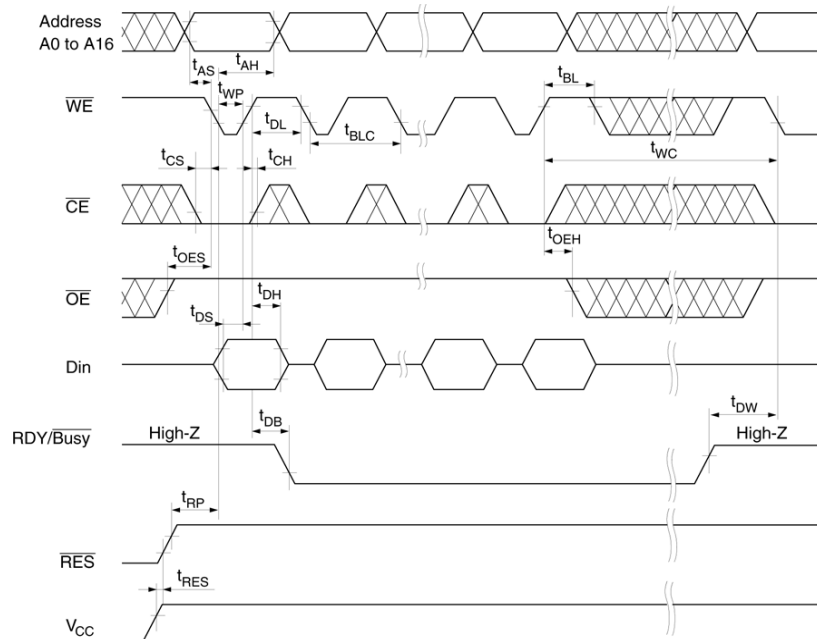 Address
A0 to A16
tAS
tAH
tWP
tBL
WE
tDL
tBLC
tWC
tCS
tCH
CE
tOES
tOEH
OE
tDH
tDS
Din
tDB
tDW
RDY/Busy
High-Z
High-Z
tRP
RES
tRES
VCC